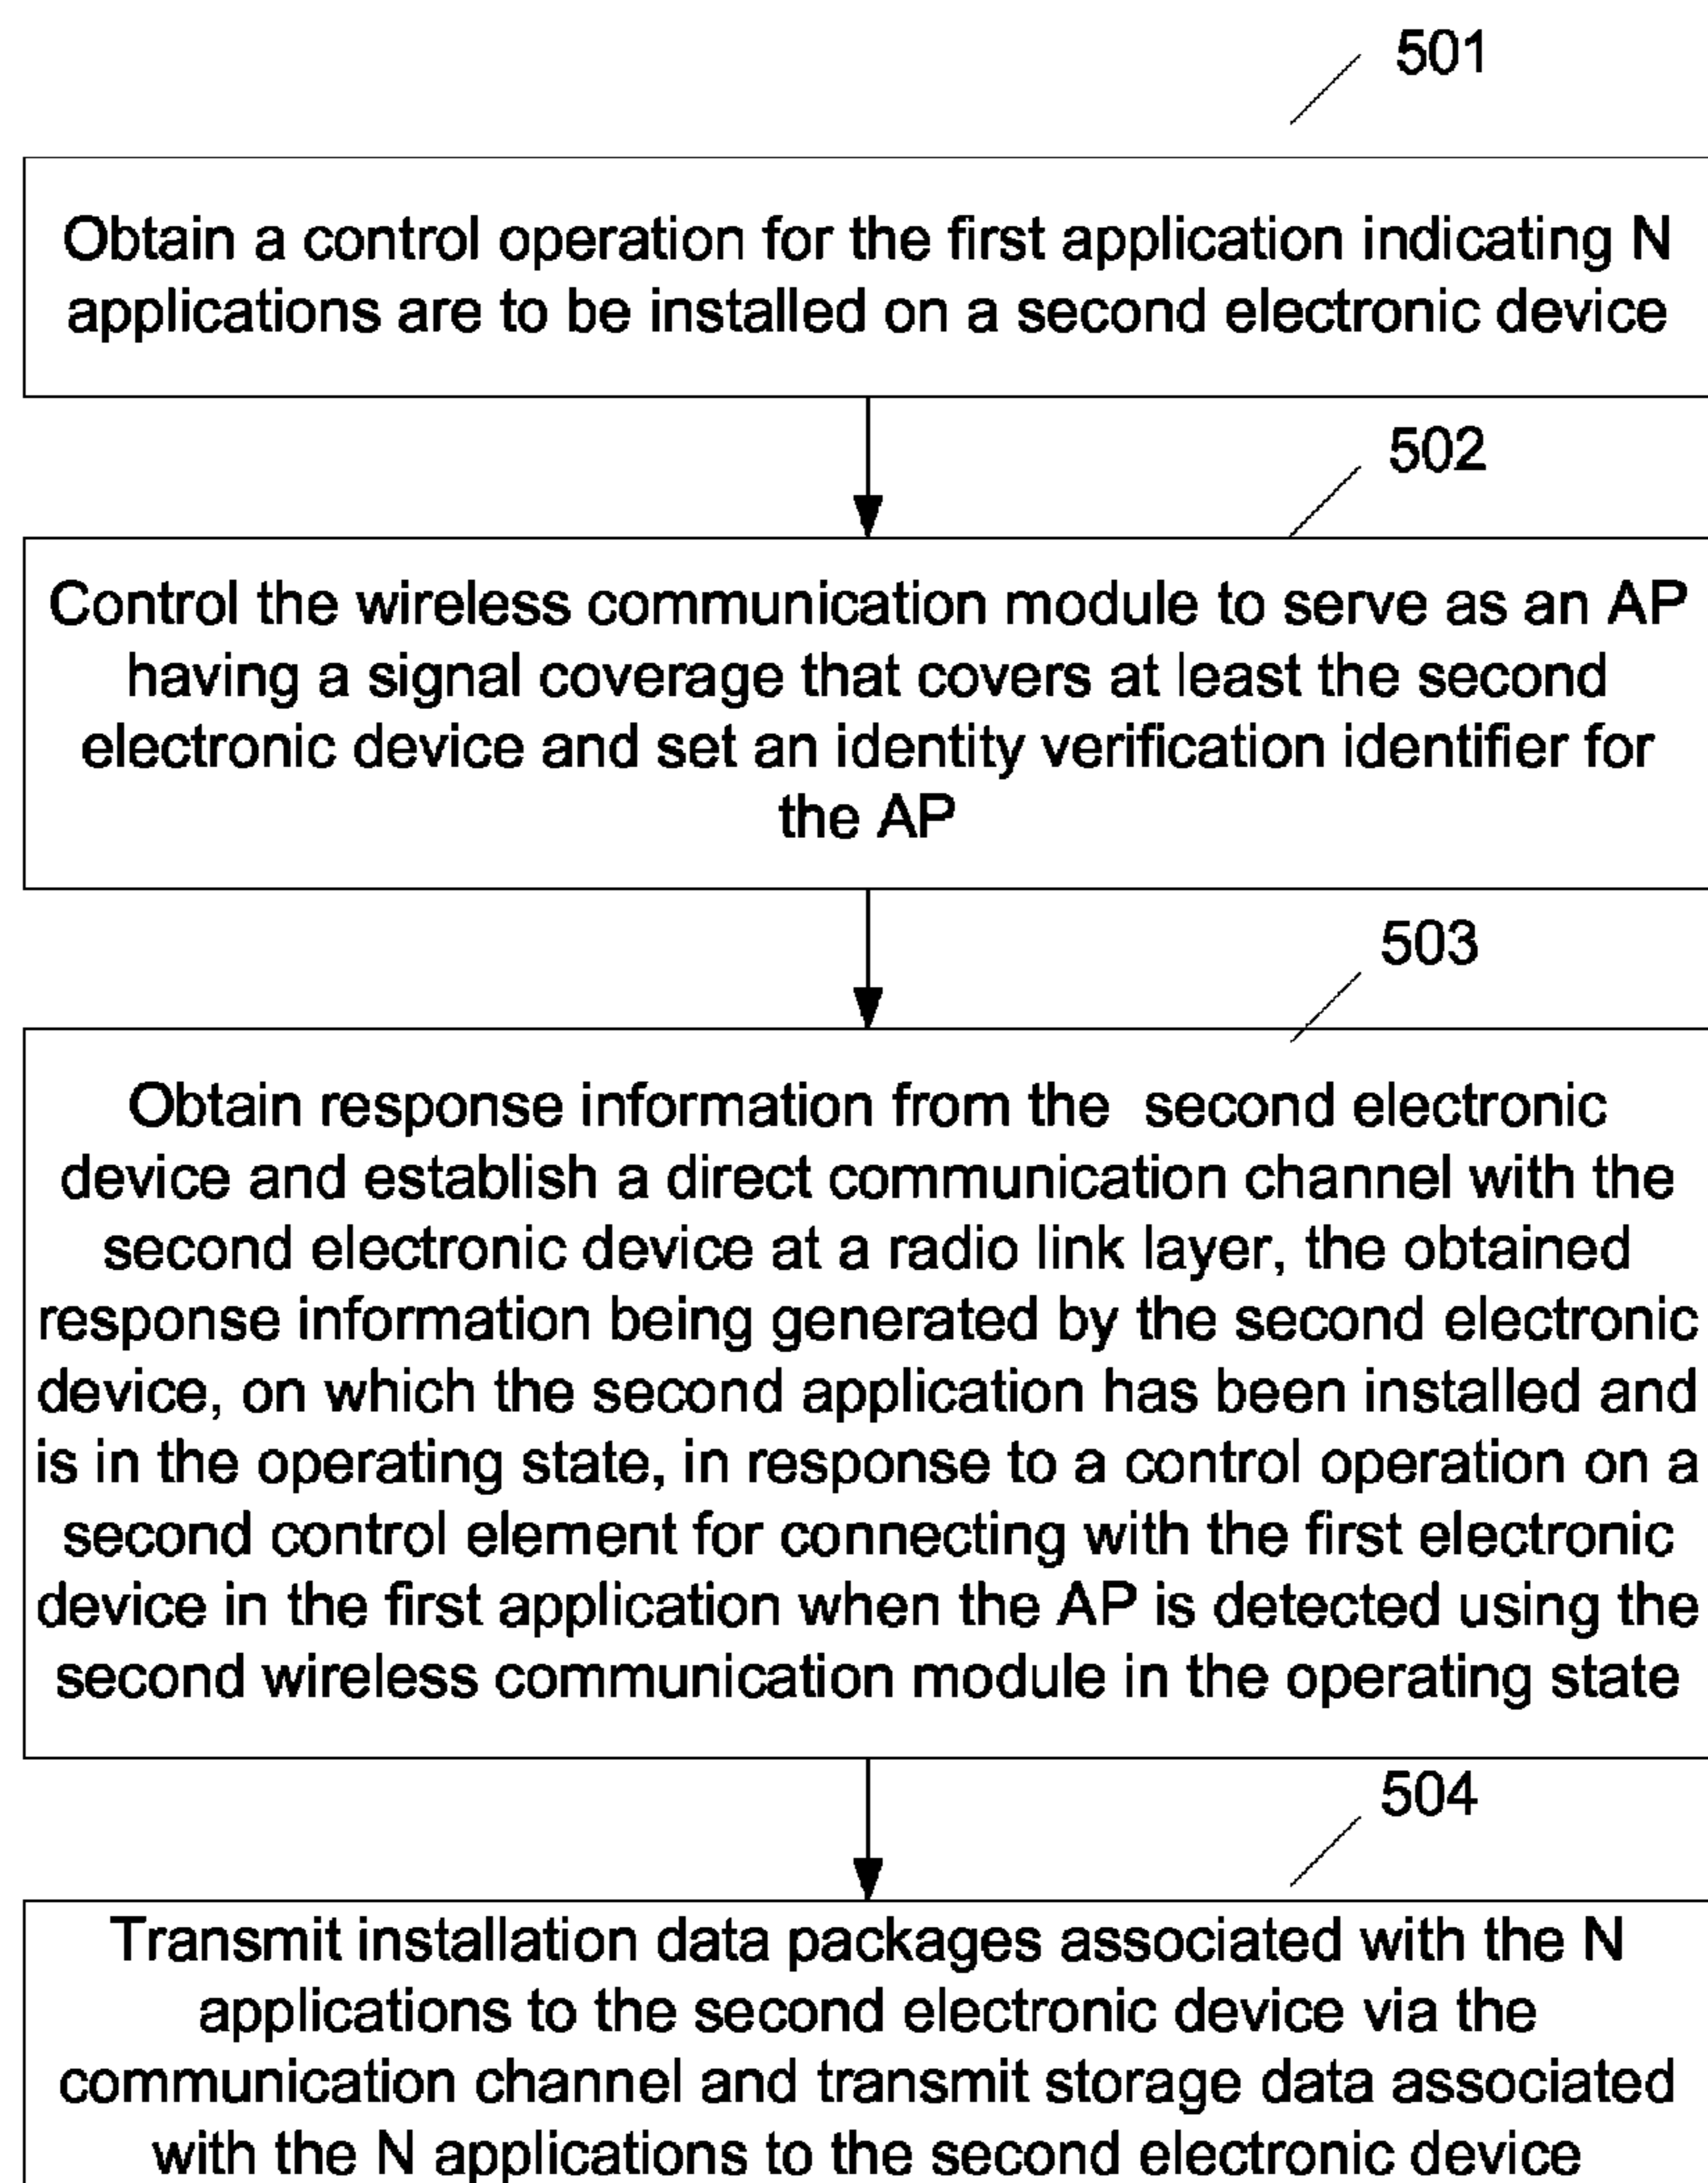 501
Obtain a control operation for the first application indicating N
applications are to be installed on a second electronic device
502
Control the wireless communication module to serve as an AP
having a signal coverage that covers at least the second
electronic device and set an identity verification identifier for
the AP
503
Obtain response information from the second electronic
device and establish a direct communication channel with the
second electronic device at a radio link layer, the obtained
response information being generated by the second electronic
device, on which the second application has been installed and
is in the operating state, in response to a control operation on a
second control element for connecting with the first electronic
device in the first application when the AP is detected using the
second wireless communication module in the operating state
504
Transmit installation data packages associated with the N
applications to the second electronic device via the
communication channel and transmit storage data associated
with the N applications to the second electronic device